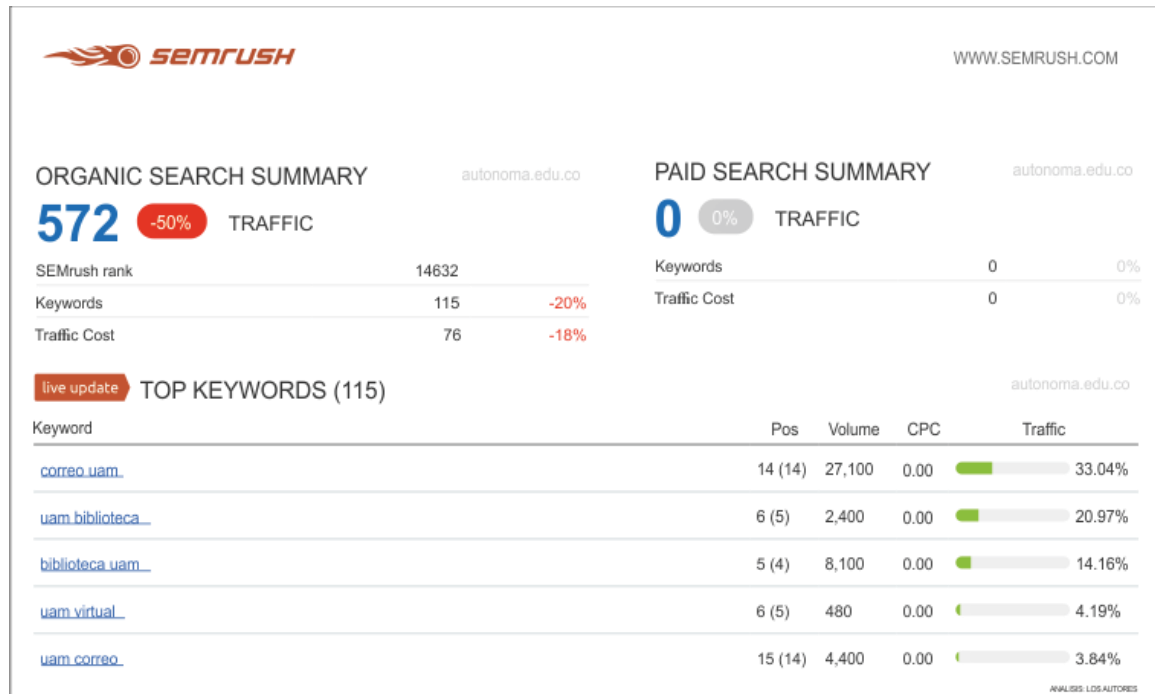 semrush
WWW.SEMRUSH.COM
ORGANIC SEARCH SUMMARY autonoma.edu.co
572 -50% TRAFFIC
SEMrush rank 14632
Keywords 115 -20%
Traffic Cost 76 -18%
PAID SEARCH SUMMARY autonoma.edu.co
0 0% TRAFFIC
Keywords 0 0%
Traffic Cost 0 0%
live update TOP KEYWORDS (115) autonoma.edu.co
Keyword Pos Volume CPC Traffic
correo uam 14 (14) 27,100 0.00 33.04%
uam biblioteca 6 (5) 2,400 0.00 20.97%
biblioteca uam 5 (4) 8,100 0.00 14.16%
uam virtual 6 (5) 480 0.00 4.19%
uam correo 15 (14) 4,400 0.00 3.84%
ANALISIS: LOS AUTORES